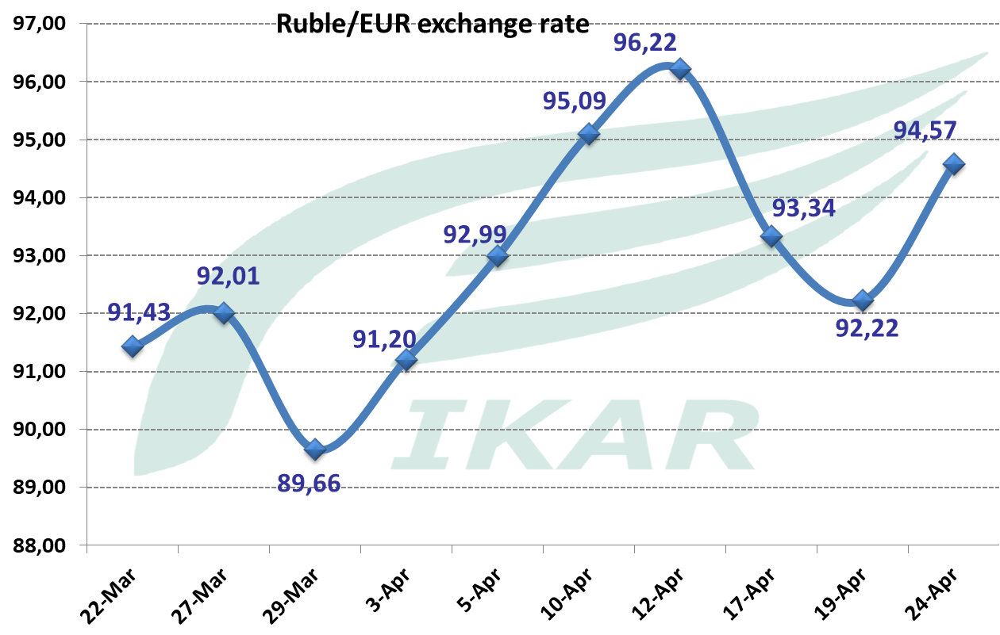 Ruble/EUR exchange rate
97,00
96,00
95,00
94,00
93,00
92,00
91,00
90,00
89,00
88,00
91,43
92,01
89,66
91,20
92,99
95,09
96,22
93,34
92,22
94,57
IKAR
22-Mar
27-Mar
29-Mar
3-Apr
5-Apr
10-Apr
12-Apr
17-Apr
19-Apr
24-Apr